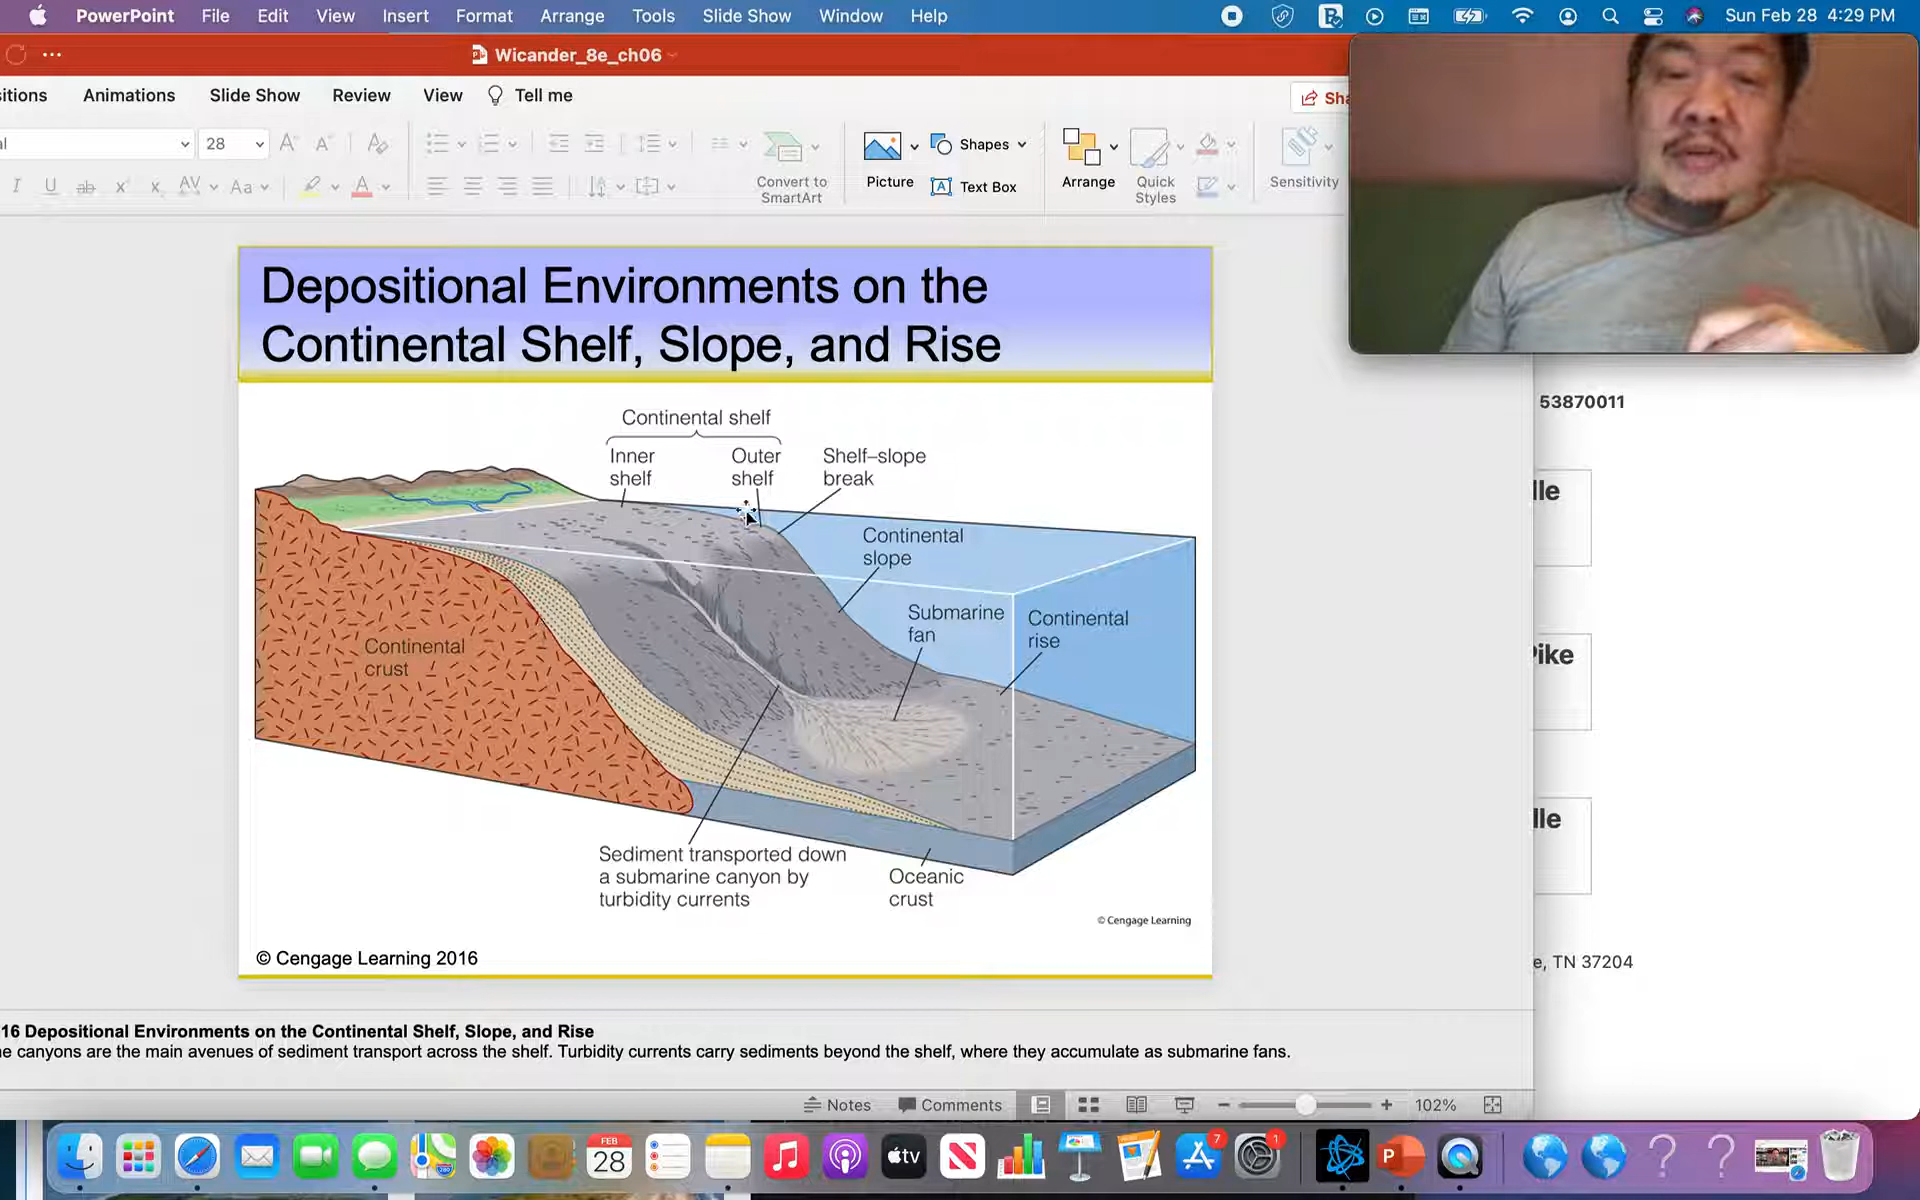 PowerPoint File Edit View Insert Format Arrange Tools Slide Show Window Help Sun Feb 28 4:29 PM
Wicander_8e_ch06
Animations Slide Show Review View Tell me
28
Picture
Shapes
Text Box
Convert to
SmartArt
Arrange
Quick
Styles
Sensitivity
Depositional Environments on the
Continental Shelf, Slope, and Rise
Continental shelf
Inner
shelf
Outer
shelf
Shelf–slope
break
Continental
slope
Submarine
fan
Continental
rise
Continental
crust
Sediment transported down
a submarine canyon by
turbidity currents
Oceanic
crust
© Cengage Learning
© Cengage Learning 2016
16 Depositional Environments on the Continental Shelf, Slope, and Rise
canyons are the main avenues of sediment transport across the shelf. Turbidity currents carry sediments beyond the shelf, where they accumulate as submarine fans.
Notes Comments 102%
53870011
Pike
TN 37204
FEB
28
tv
7
1